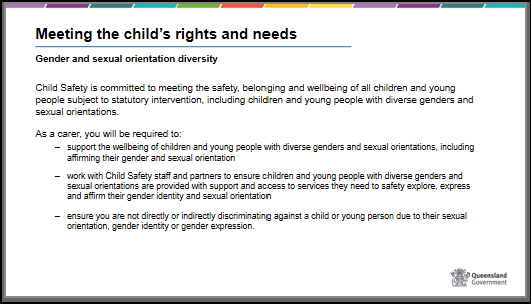 Meeting the child's rights and needs
Gender and sexual orientation diversity
Child Safety is committed to meeting the safety, belonging and wellbeing of all children and young
people subject to statutory intervention, including children and young people with diverse genders and
sexual orientations.
As a carer, you will be required to:
– support the wellbeing of children and young people with diverse genders and sexual orientations, including
affirming their gender and sexual orientation
– work with Child Safety staff and partners to ensure children and young people with diverse genders and
sexual orientations are provided with support and access to services they need to safely explore, express
and affirm their gender identity and sexual orientation
– ensure you are not directly or indirectly discriminating against a child or young person due to their sexual
orientation, gender identity or gender expression.
Queensland
Government